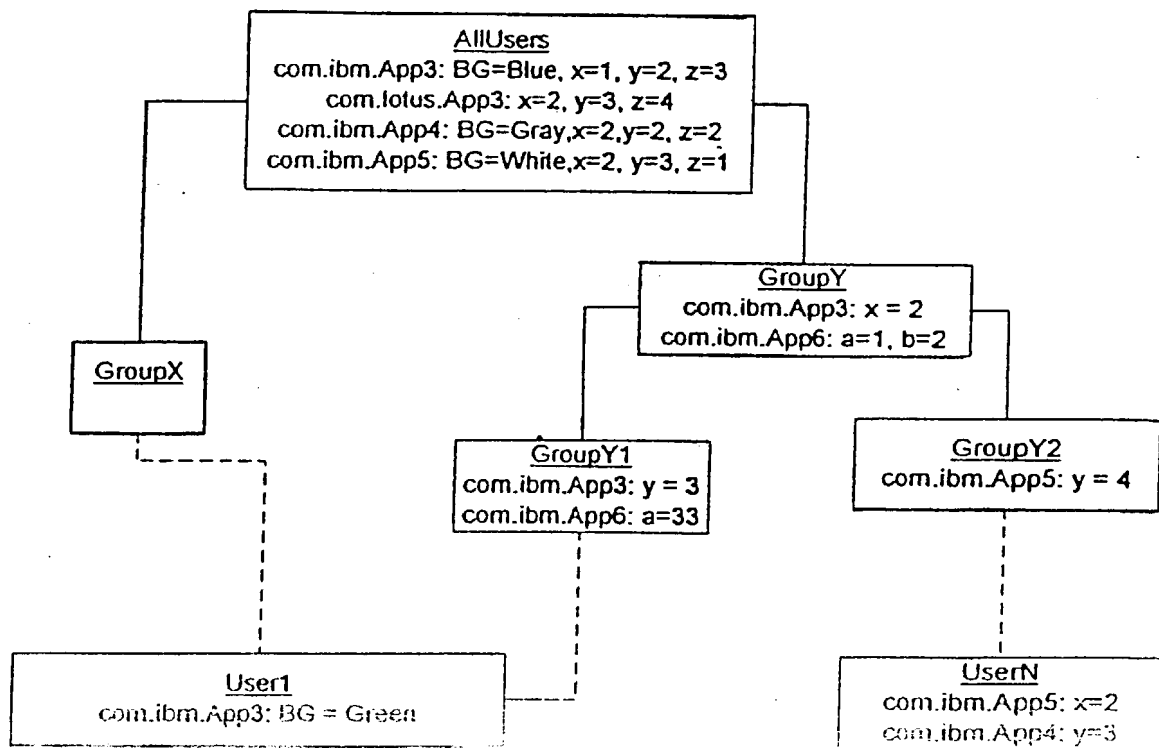 AllUsers
com.ibm.App3: BG=Blue, x=1, y=2, z=3
com.lotus.App3: x=2, y=3, z=4
com.ibm.App4: BG=Gray,x=2,y=2, z=2
com.ibm.App5: BG=White,x=2, y=3, z=1
GroupY
com.ibm.App3: x = 2
com.ibm.App6: a=1, b=2
GroupX
GroupY1
com.ibm.App3: y = 3
com.ibm.App6: a=33
GroupY2
com.ibm.App5: y = 4
User1
com.ibm.App3: BG = Green
UserN
com.ibm.App5: x=2
com.ibm.App4: y=3